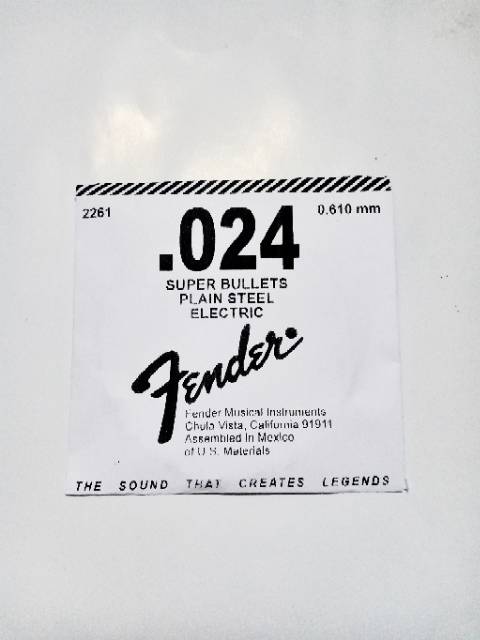 2261
.024
0.610 mm
SUPER BULLETS
PLAIN STEEL
ELECTRIC
Fender
Fender Musical Instruments
Chula Vista, California 91911
Assembled in Mexico
of U.S. Materials
THE SOUND THAT CREATES LEGENDS